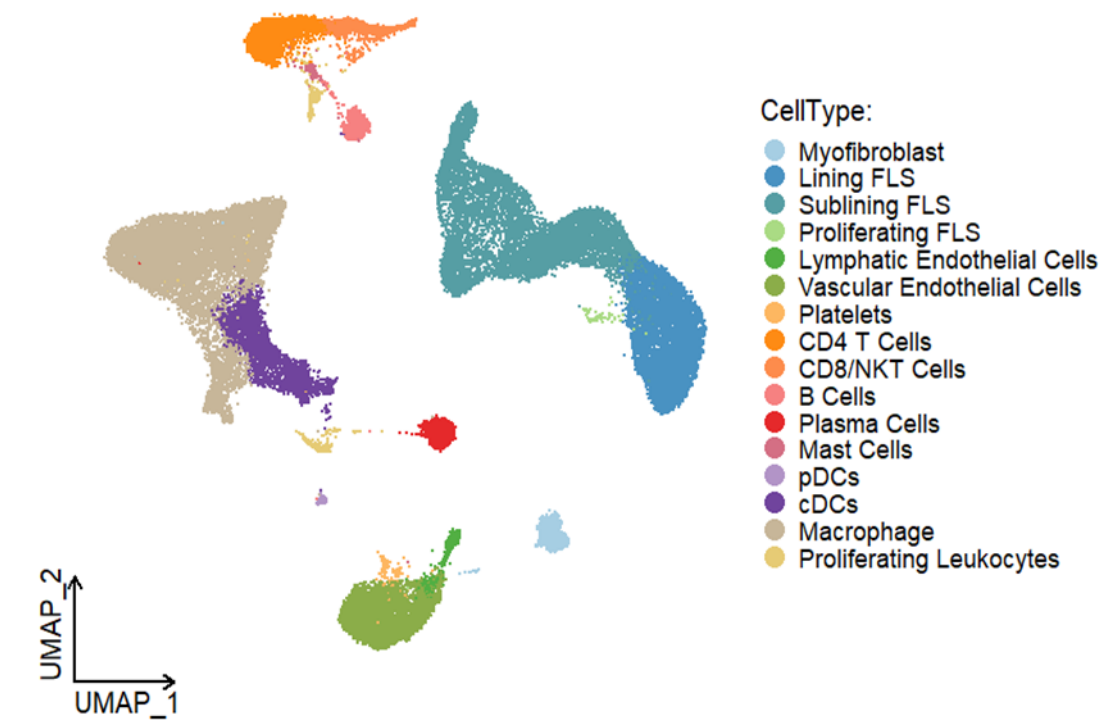 CellType:
Myofibroblast
Lining FLS
Sublining FLS
Proliferating FLS
Lymphatic Endothelial Cells
Vascular Endothelial Cells
Platelets
CD4 T Cells
CD8/NKT Cells
B Cells
Plasma Cells
Mast Cells
pDCs
cDCs
Macrophage
Proliferating Leukocytes
UMAP_2
UMAP_1